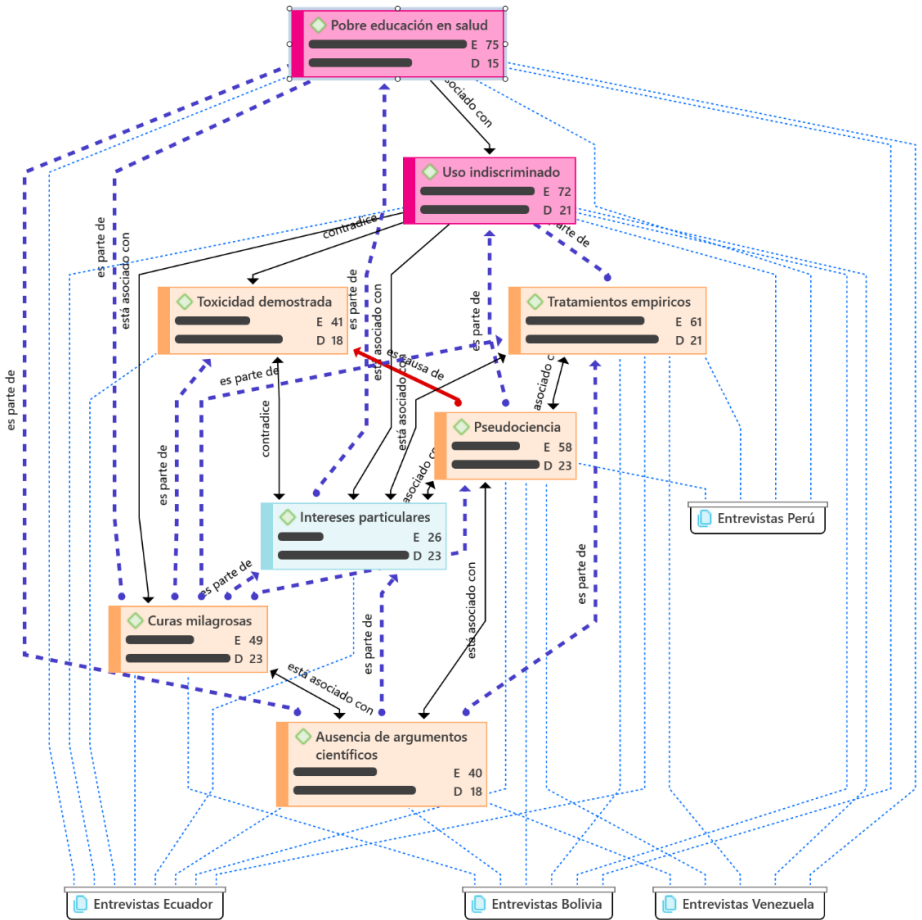 Pobre educación en salud
E 75
D 15
es parte de
sociado con
Uso indiscriminado
E 72
D 21
contradice
arte de
es parte de
está asociado con
Toxicidad demostrada
E 41
D 18
es parte de
está asociado con
es parte de
Tratamientos empiricos
E 61
D 21
es parte de
es causa de
está asociado co
asociado c
es parte de
contradice
es parte de
Pseudociencia
E 58
D 23
asociado co
Intereses particulares
E 26
D 23
Entrevistas Perú
es parte de
es parte de
está asociado con
es parte de
Curas milagrosas
E 49
D 23
está asociado con
Ausencia de argumentos
científicos
E 40
D 18
Entrevistas Ecuador
Entrevistas Bolivia
Entrevistas Venezuela